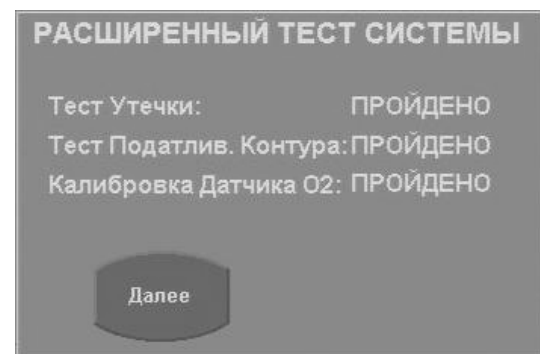 РАСШИРЕННЫЙ ТЕСТ СИСТЕМЫ
Тест Утечки: ПРОЙДЕНО
Тест Податлив. Контура: ПРОЙДЕНО
Калибровка Датчика О2: ПРОЙДЕНО
Далее